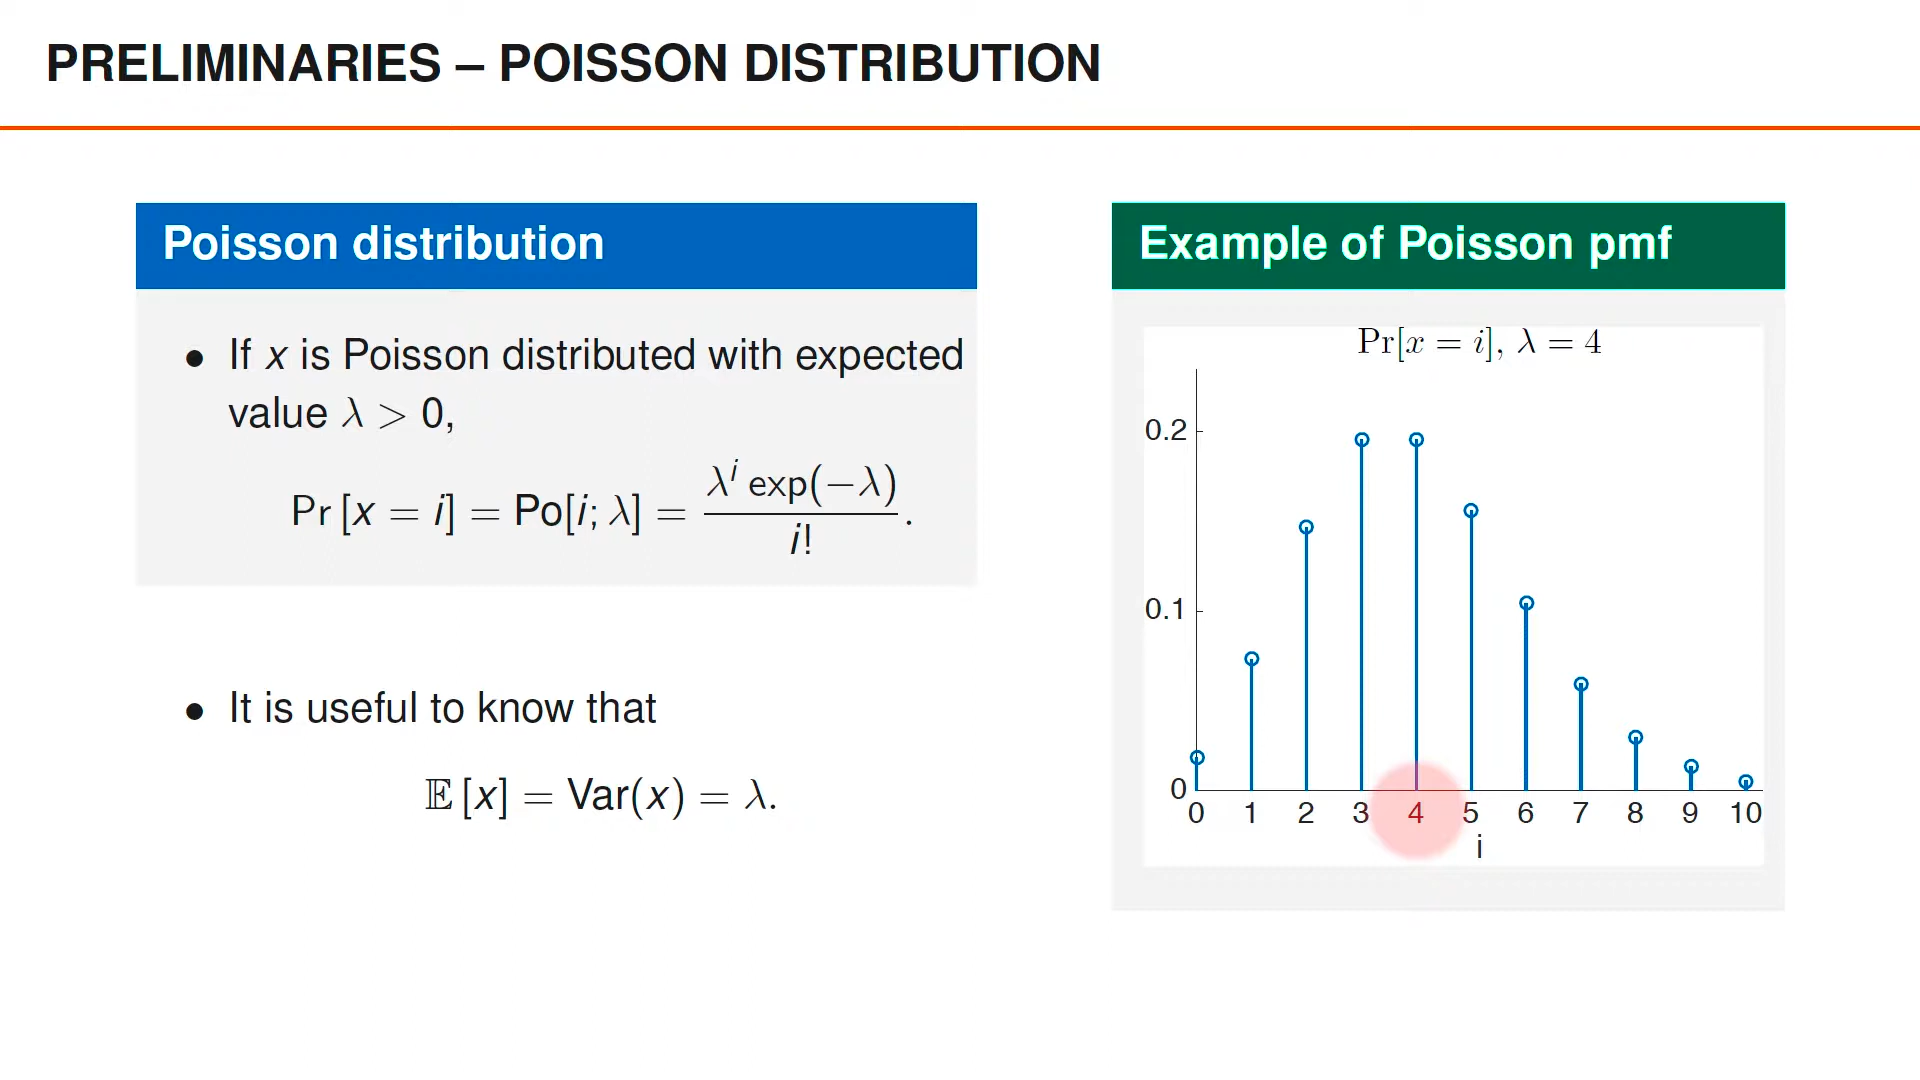 PRELIMINARIES – POISSON DISTRIBUTION
Poisson distribution
• If x is Poisson distributed with expected
value λ > 0,
Pr [x = i] = Po[i; λ] = λ^i exp(−λ) / i! .
• It is useful to know that
𝔼 [x] = Var(x) = λ.
Example of Poisson pmf
Pr[x = i], λ = 4
0.2
0.1
0
0 1 2 3 4 5 6 7 8 9 10
i